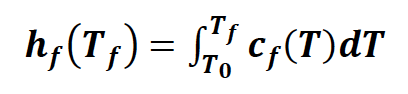 h_f(T_f) = ∫_{T_0}^{T_f} c_f(T)dT